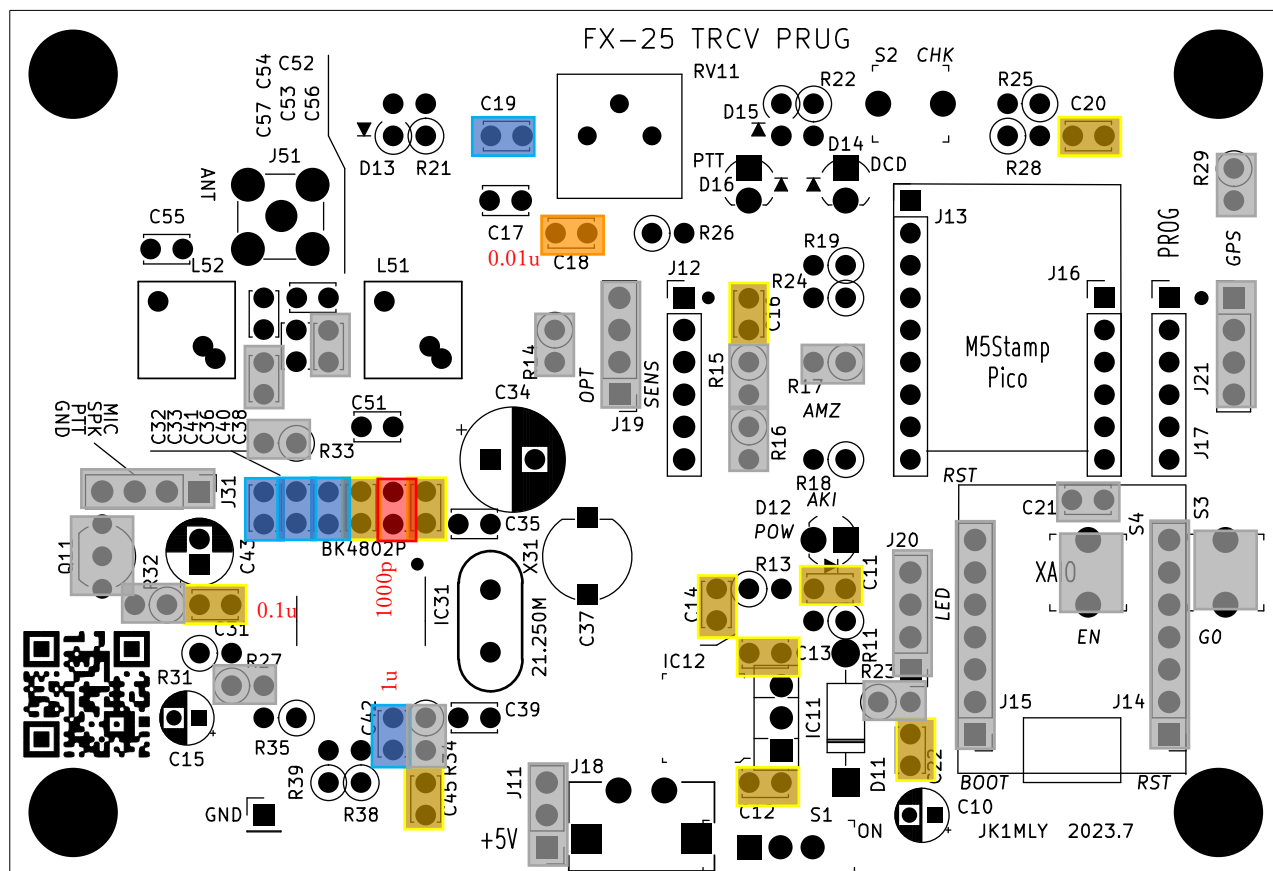 FX-25 TRCV PRUG
S2
CHK
RV11
R22
R25
C54
C52
C57
C53
C56
C19
C20
D15
D14
D13
R21
PTT
D16
DCD
R28
R29
J51
ANT
C17
J13
PROG
GPS
C55
R26
R19
0.01u
C18
L52
L51
J12
R24
J16
C16
R14
OPT
SENS
R15
R17
AMZ
M5Stamp
Pico
J21
C34
+
J19
MIC
SPK
PTT
GND
C32
C33
C41
C36
C40
C38
C51
R33
R16
J17
R18
AKI
RST
J31
C35
D12
POW
C21
S4
S3
BK4802P
C43
X31
J20
Q11
R32
1000p
IC31
R13
C11
C14
XA
0
LED
EN
GO
0.1u
C31
21.250M
C37
C13
R11
IC12
R31
R27
1u
R23
C15
+
R35
C42
R34
C39
IC11
J15
J14
R39
R38
C45
J11
J18
D11
C22
BOOT
RST
GND
C12
S1
ON
C10
+
+5V
JK1MLY 2023.7